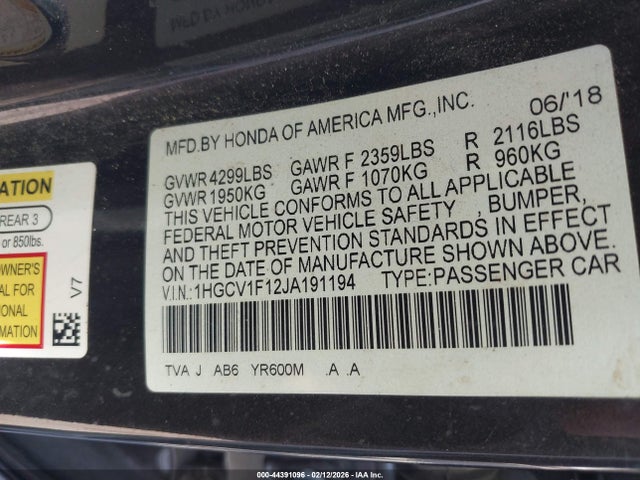 MFD.BY HONDA OF AMERICA MFG.,INC. 06/'18
GVWR 4299LBS GAWR F 2359LBS R 2116LBS
GVWR 1950KG GAWR F 1070KG R 960KG
THIS VEHICLE CONFORMS TO ALL APPLICABLE
FEDERAL MOTOR VEHICLE SAFETY , BUMPER,
AND THEFT PREVENTION STANDARDS IN EFFECT
ON THE DATE OF MANUFACTURE SHOWN ABOVE.
V.I.N.: 1HGCV1F12JA191194 TYPE:PASSENGER CAR
TVA J AB6 YR600M .A .A
ATION
REAR 3
or 850lbs.
OWNER'S
AL FOR
IONAL
MATION
V7
000-44391096 - 02/12/2026 - IAA Inc.